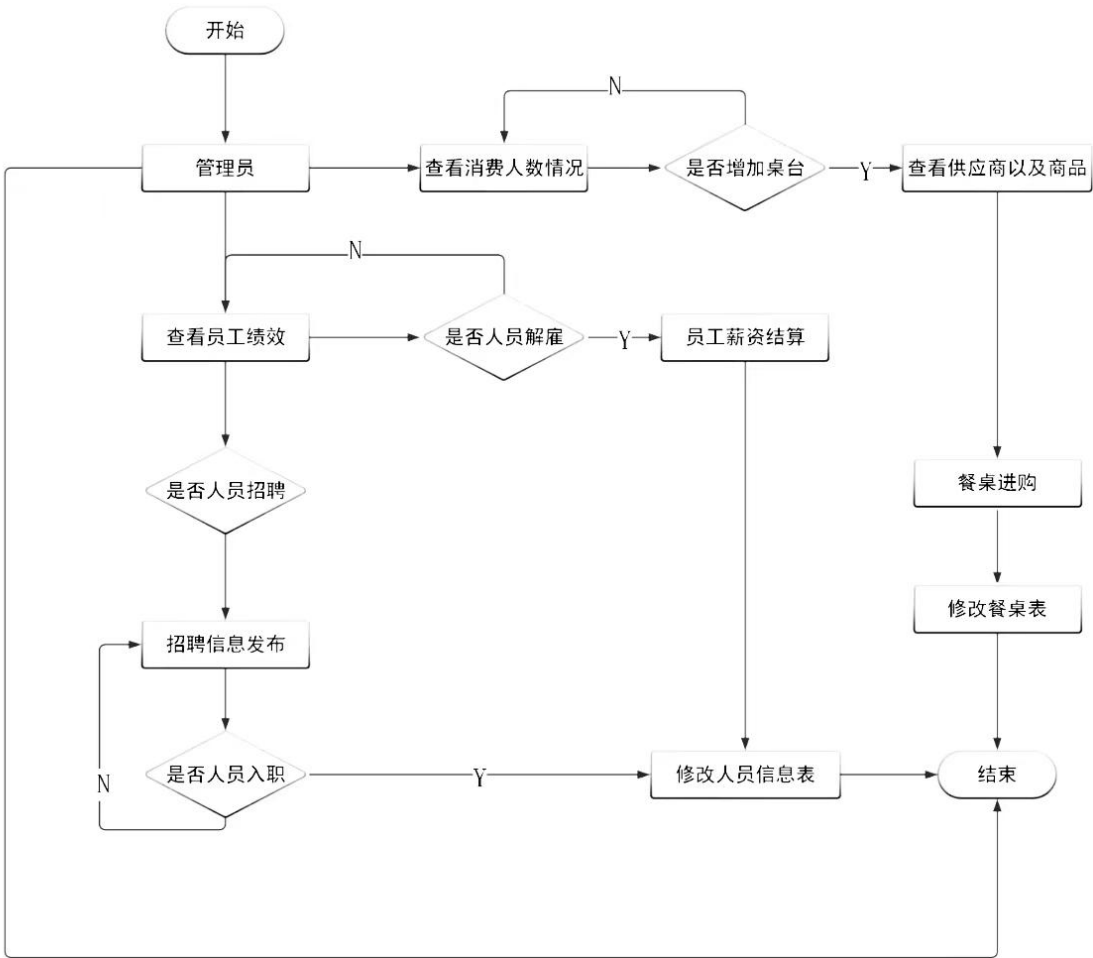 开始
N
管理员
查看消费人数情况
是否增加桌台
Y
查看供应商以及商品
N
查看员工绩效
是否人员解雇
Y
员工薪资结算
是否人员招聘
餐桌进购
修改餐桌表
招聘信息发布
是否人员入职
N
Y
修改人员信息表
结束